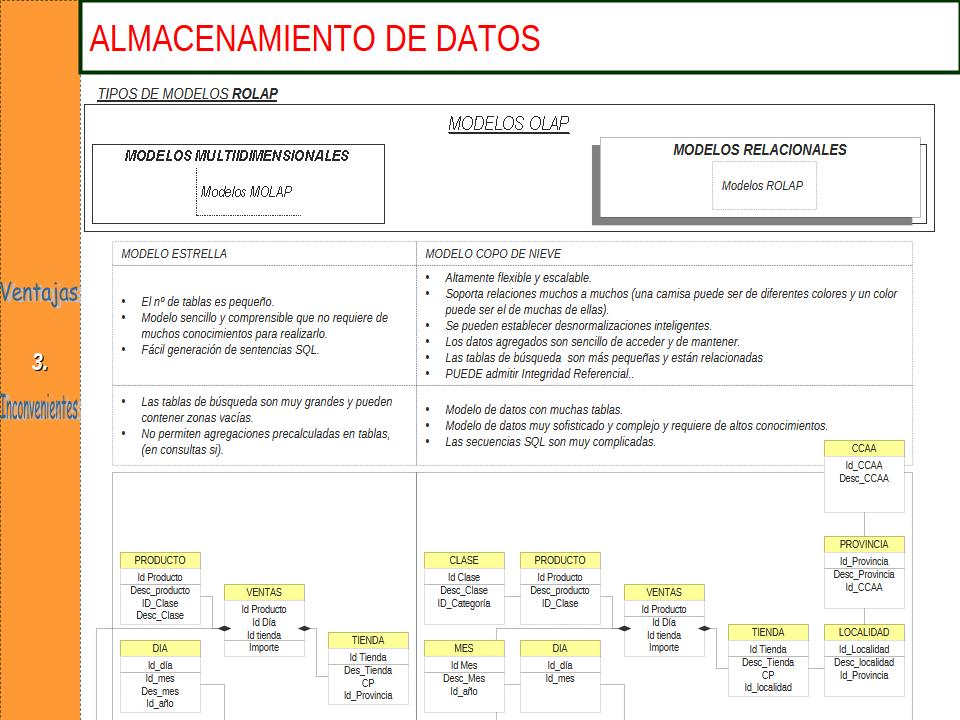 ALMACENAMIENTO DE DATOS
TIPOS DE MODELOS ROLAP
MODELOS OLAP
MODELOS MULTIIDIMENSIONALES
Modelos MOLAP
MODELOS RELACIONALES
Modelos ROLAP
Ventajas
3.
Inconvenientes
MODELO ESTRELLA
MODELO COPO DE NIEVE
• El nº de tablas es pequeño.
• Modelo sencillo y comprensible que no requiere de
muchos conocimientos para realizarlo.
• Fácil generación de sentencias SQL.
• Altamente flexible y escalable.
• Soporta relaciones muchos a muchos (una camisa puede ser de diferentes colores y un color
puede ser el de muchas de ellas).
• Se pueden establecer desnormalizaciones inteligentes.
• Los datos agregados son sencillo de acceder y de mantener.
• Las tablas de búsqueda son más pequeñas y están relacionadas
• PUEDE admitir Integridad Referencial..
• Las tablas de búsqueda son muy grandes y pueden
contener zonas vacías.
• No permiten agregaciones precalculadas en tablas,
(en consultas si).
• Modelo de datos con muchas tablas.
• Modelo de datos muy sofisticado y complejo y requiere de altos conocimientos.
• Las secuencias SQL son muy complicadas.
PRODUCTO
Id Producto
Desc_producto
ID_Clase
Desc_Clase
VENTAS
Id Producto
Id Día
Id tienda
Importe
DIA
Id_día
Id_mes
Des_mes
Id_año
TIENDA
Id Tienda
Des_Tienda
CP
Id_Provincia
CLASE
Id Clase
Desc_Clase
ID_Categoría
PRODUCTO
Id Producto
Desc_producto
ID_Clase
VENTAS
Id Producto
Id Día
Id tienda
Importe
MES
Id Mes
Desc_Mes
Id_año
DIA
Id_día
Id_mes
TIENDA
Id Tienda
Desc_Tienda
CP
Id_localidad
CCAA
Id_CCAA
Desc_CCAA
PROVINCIA
Id_Provincia
Desc_Provincia
Id_CCAA
LOCALIDAD
Id_Localidad
Desc_localidad
Id_Provincia